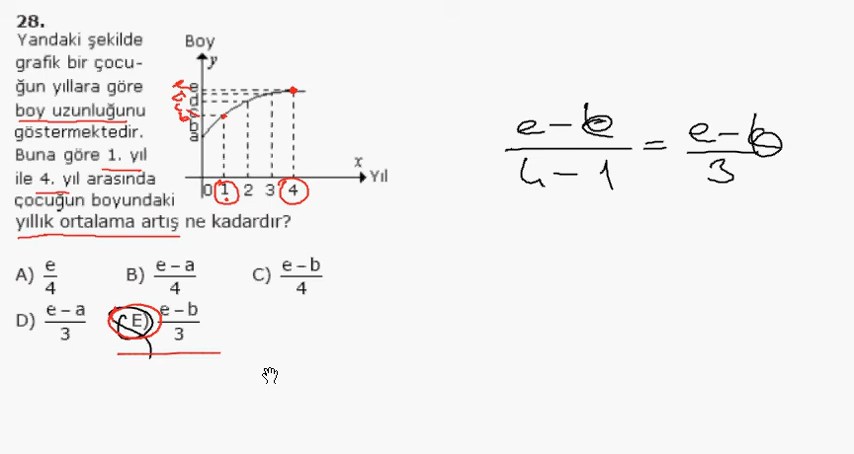 28.
Yandaki şekilde
grafik bir çocu-
ğun yıllara göre
boy uzunluğunu
göstermektedir.
Buna göre 1. yıl
ile 4. yıl arasında
çocuğun boyundaki
yıllık ortalama artış ne kadardır?
Boy
y
e
d
b
a
0 1 2 3 4
x
Yıl
A) e/4 B) e – a/4 C) e – b/4
D) e – a/3 E) e – b/3
e – b/4 – 1 = e – b/3